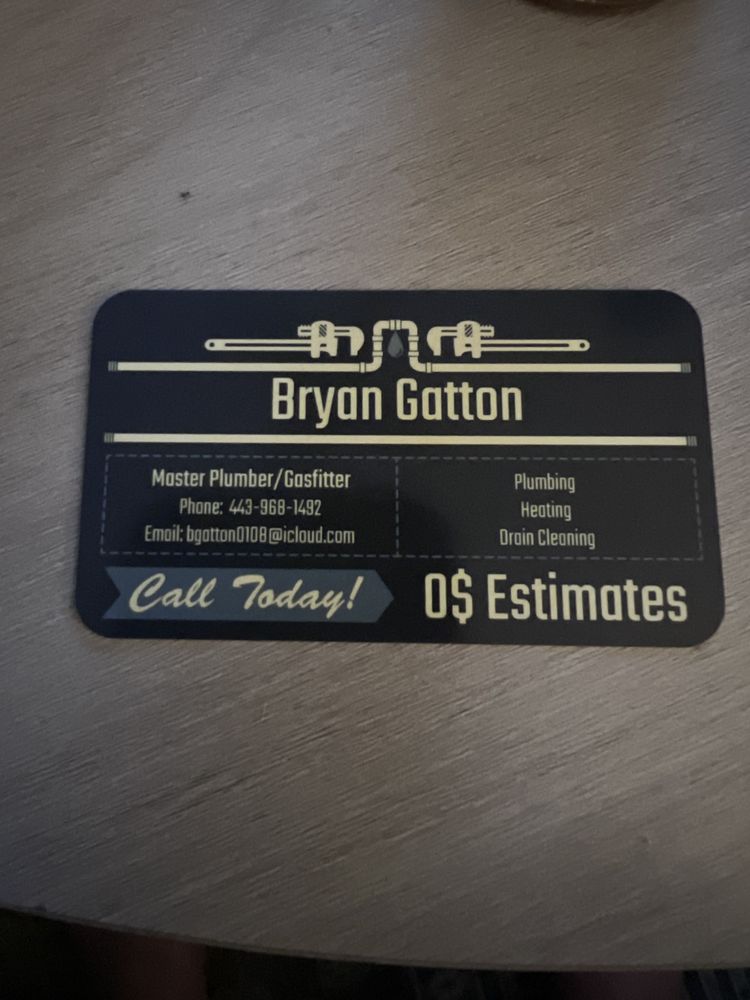 Bryan Gatton
Master Plumber/Gasfitter
Phone: 443-968-1492
Email: bgatton0108@icloud.com
Plumbing
Heating
Drain Cleaning
Call Today!
0$ Estimates